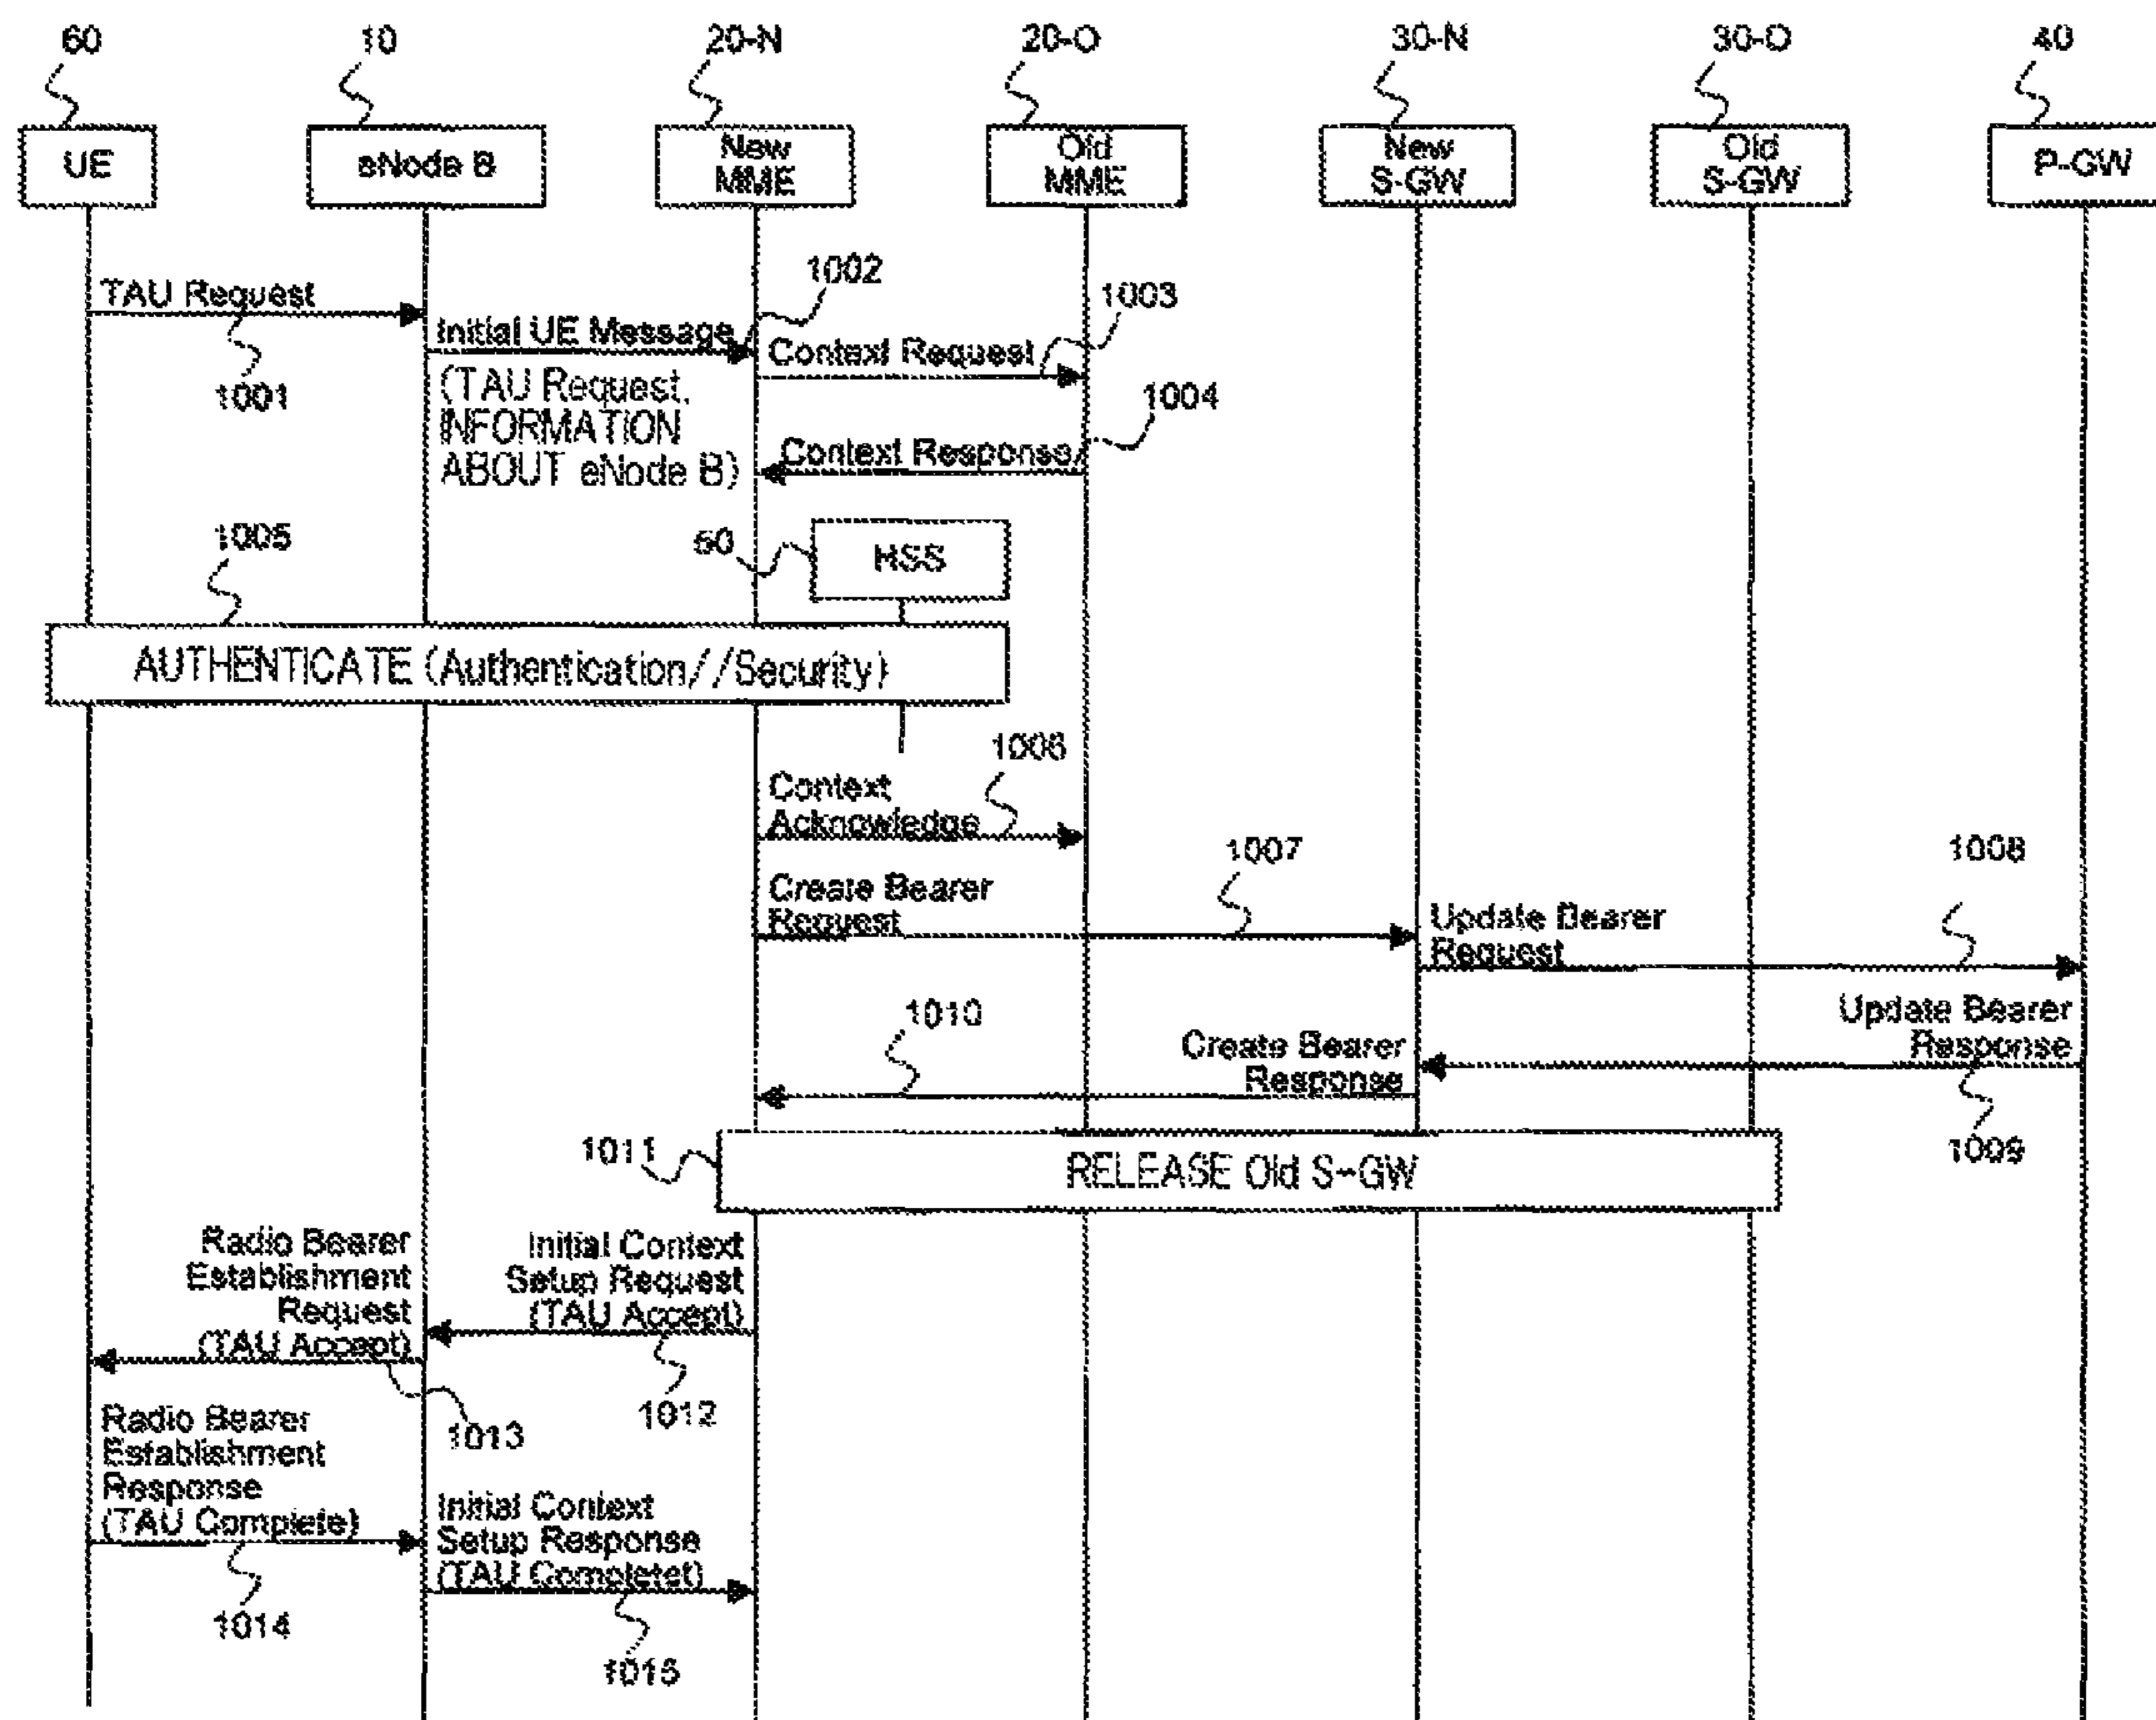 60 10 20-N 20-O 30-N 30-O 40
UE
eNode B
New
MME
Old
MME
New
S-GW
Old
S-GW
P-GW
TAU Request
1001
1002
Initial UE Message
(TAU Request,
INFORMATION
ABOUT eNode B)
1003
Context Request
1004
Context Response
50
HSS
1005
AUTHENTICATE (Authentication//Security)
1006
Context
Acknowledge
1007
Create Bearer
Request
1008
Update Bearer
Request
Update Bearer
Response
1009
1010
Create Bearer
Response
1011
RELEASE Old S-GW
Initial Context
Setup Request
(TAU Accept)
1012
Radio Bearer
Establishment
Request
(TAU Accept)
1013
Radio Bearer
Establishment
Response
(TAU Complete)
1014
Initial Context
Setup Response
(TAU Completet)
1015